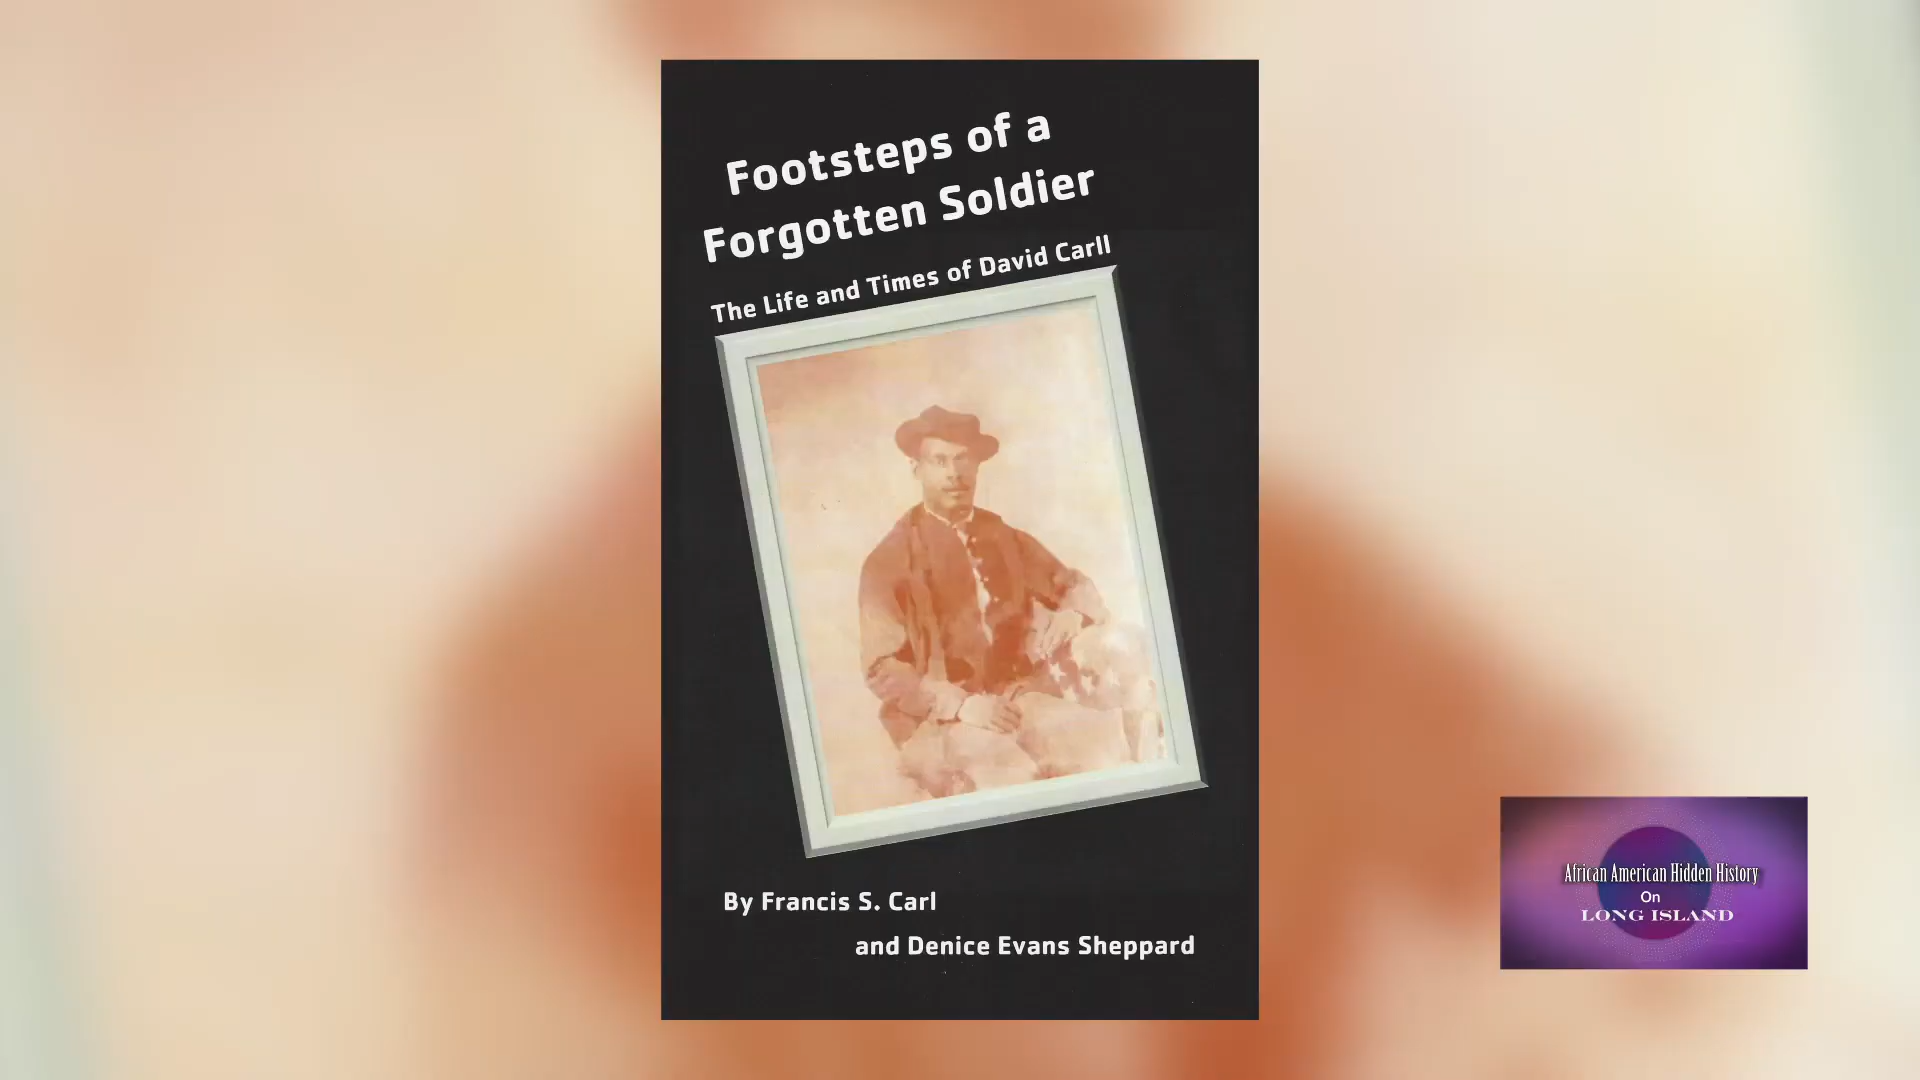 Footsteps of a
Forgotten Soldier
The Life and Times of David Carll
By Francis S. Carl
and Denice Evans Sheppard
African American Hidden History
On
LONG ISLAND